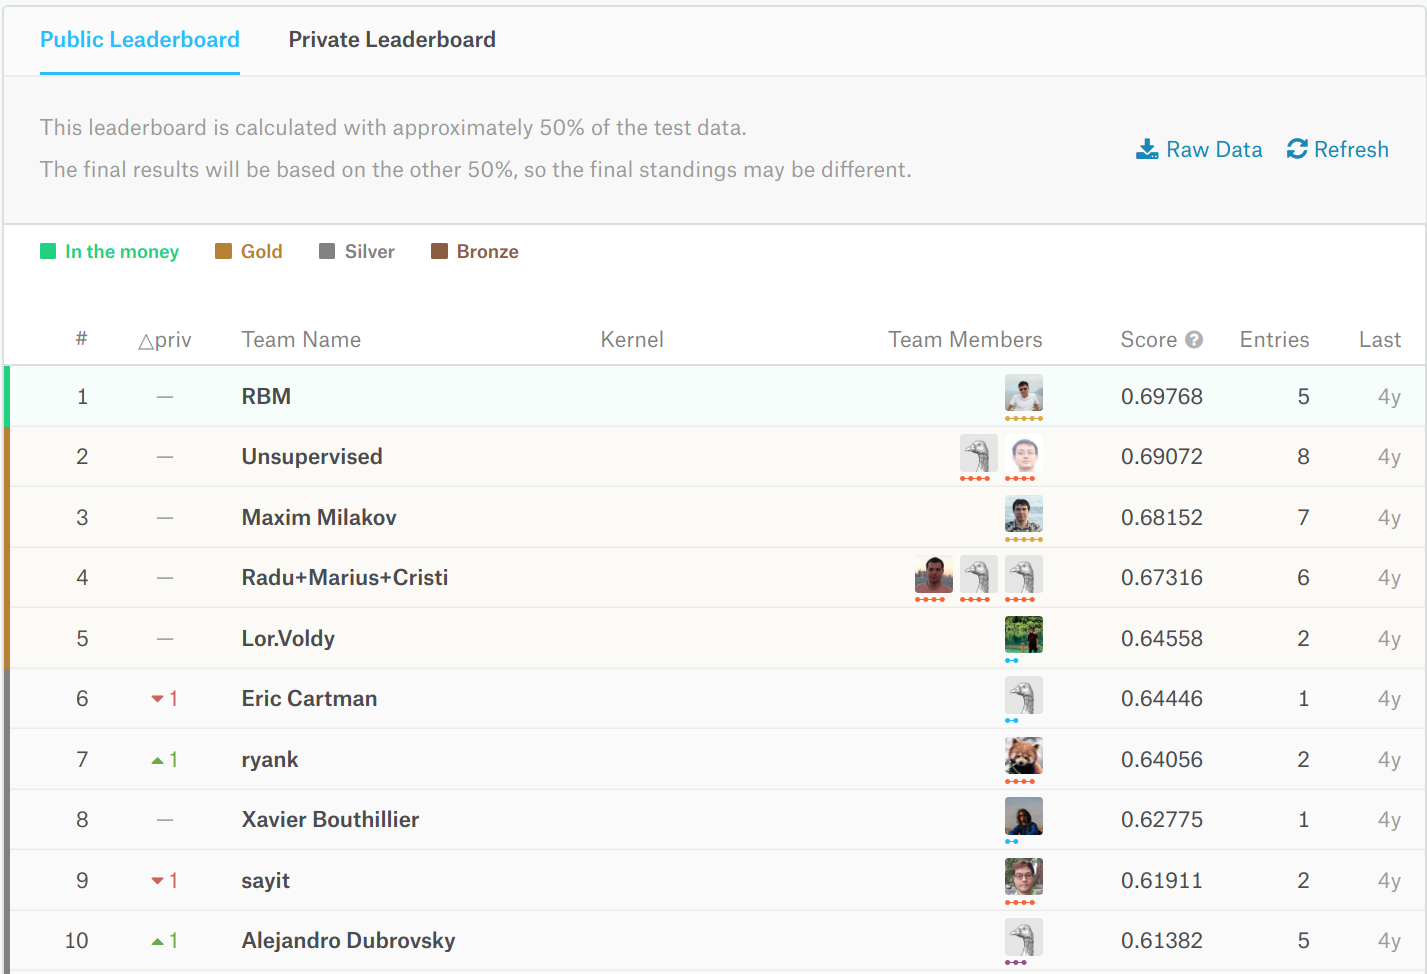 Public Leaderboard Private Leaderboard
This leaderboard is calculated with approximately 50% of the test data.
The final results will be based on the other 50%, so the final standings may be different.
Raw Data Refresh
In the money Gold Silver Bronze
# △priv Team Name Kernel Team Members Score ? Entries Last
1 — RBM 0.69768 5 4y
2 — Unsupervised 0.69072 8 4y
3 — Maxim Milakov 0.68152 7 4y
4 — Radu+Marius+Cristi 0.67316 6 4y
5 — Lor.Voldy 0.64558 2 4y
6 ▼1 Eric Cartman 0.64446 1 4y
7 ▲1 ryank 0.64056 2 4y
8 — Xavier Bouthillier 0.62775 1 4y
9 ▼1 sayit 0.61911 2 4y
10 ▲1 Alejandro Dubrovsky 0.61382 5 4y